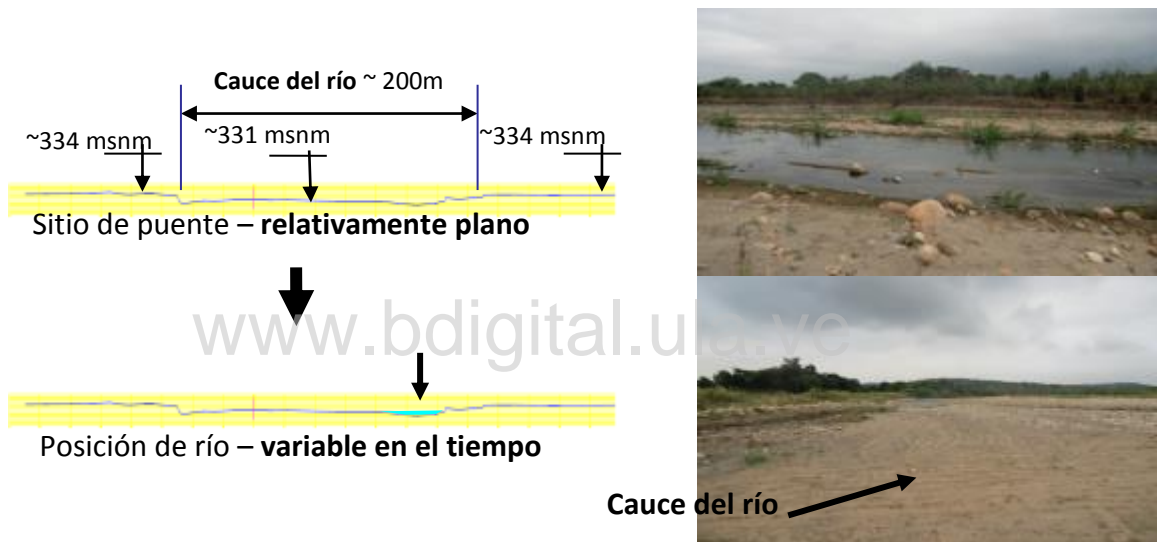 Cauce del río ~ 200m
~334 msnm
~331 msnm
~334 msnm
Sitio de puente – relativamente plano
www.bdigital.ula.ve
Posición de río – variable en el tiempo
Cauce del río